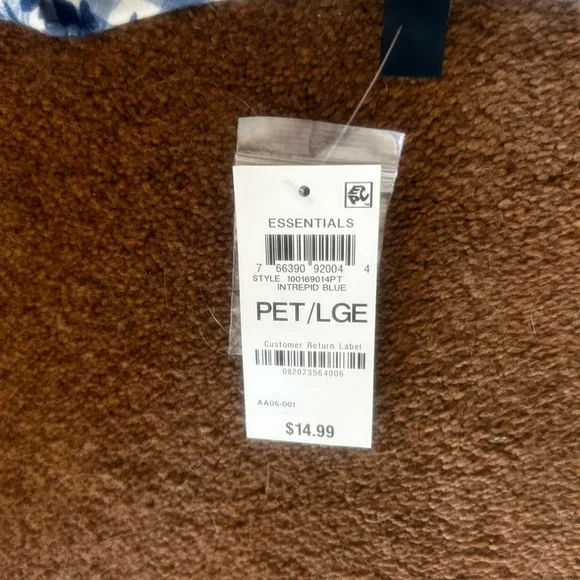 ESSENTIALS
7 66390 92004 4
STYLE 100169014PT
INTREPID BLUE
PET/LGE
Customer Return Label
082073564006
AA05-001
$14.99